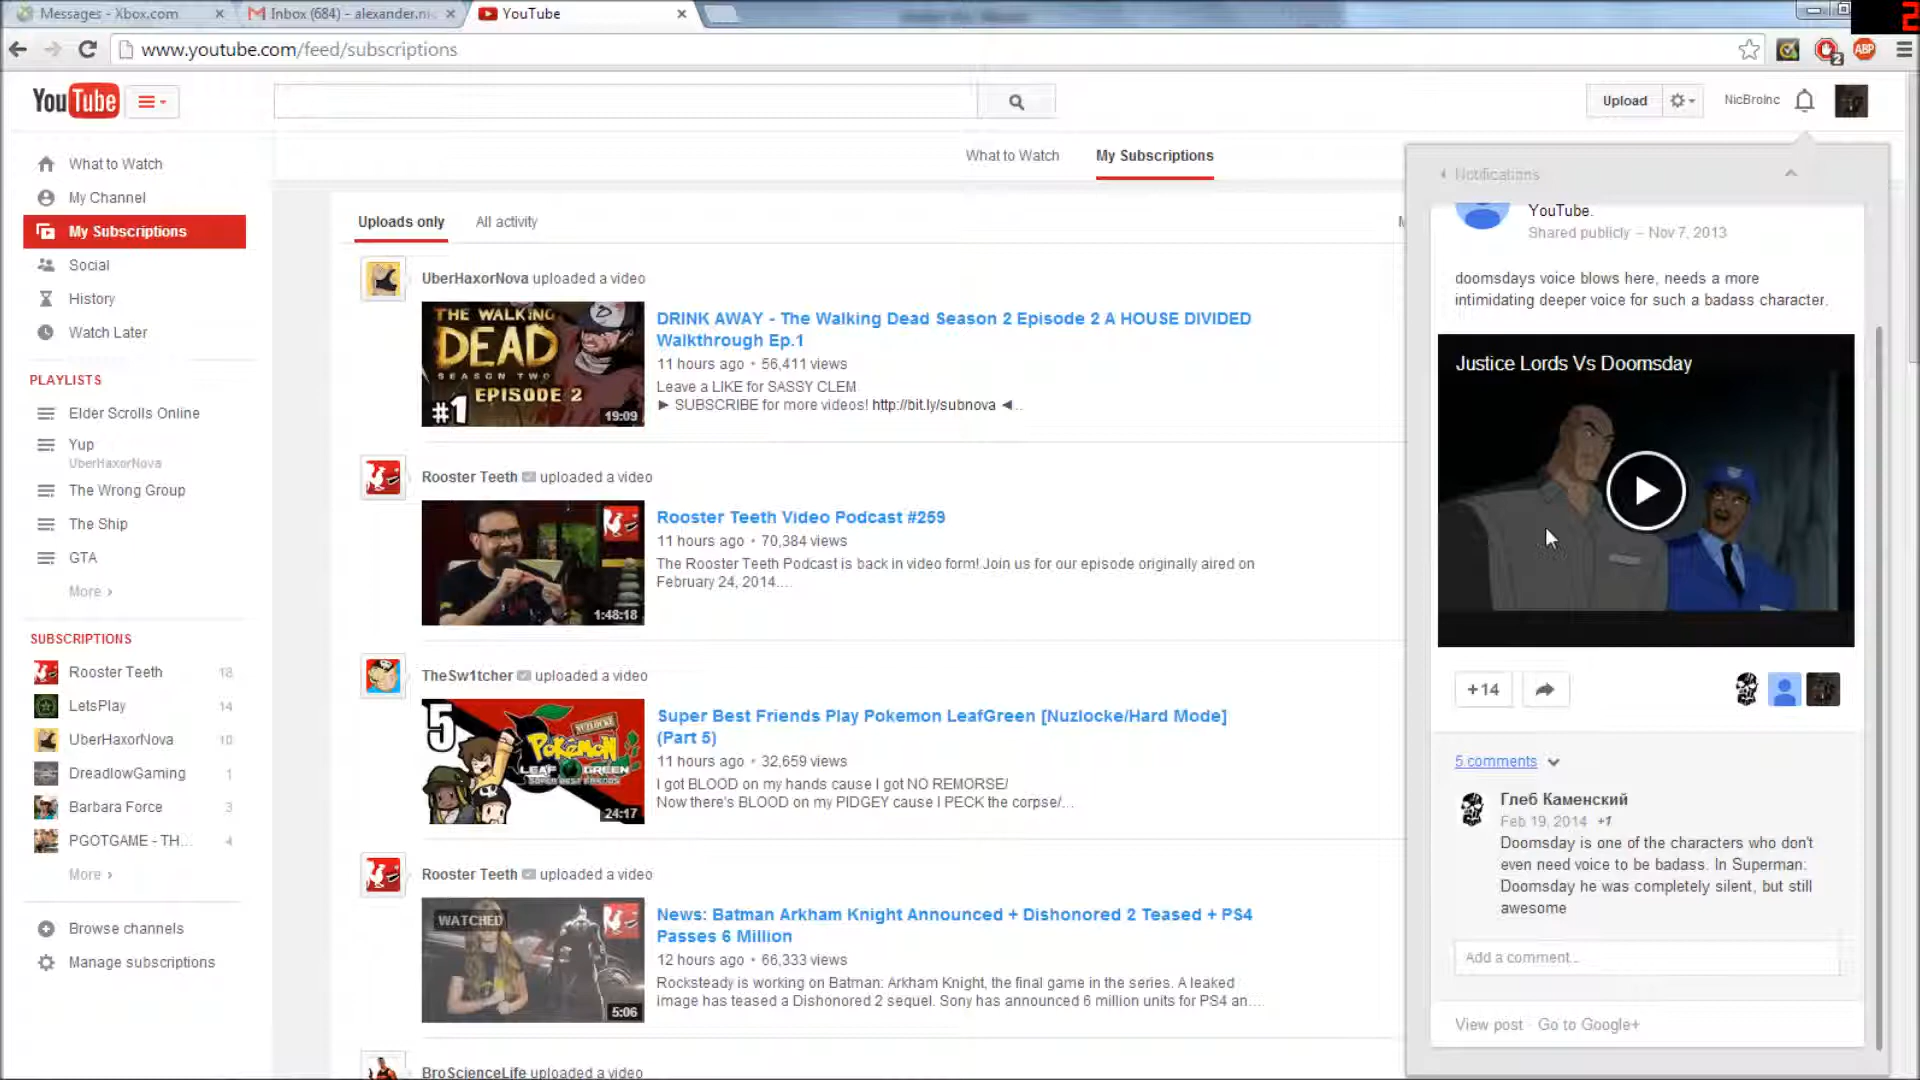 Messages - Xbox.com
Inbox (684) - alexander.ni
YouTube
2
www.youtube.com/feed/subscriptions
2
ABP
YouTube
Upload
NicBroInc
What to Watch
My Subscriptions
What to Watch
My Channel
My Subscriptions
Social
History
Watch Later
PLAYLISTS
Elder Scrolls Online
Yup
UberHaxorNova
The Wrong Group
The Ship
GTA
More ›
SUBSCRIPTIONS
Rooster Teeth 18
LetsPlay 14
UberHaxorNova 10
DreadlowGaming 1
Barbara Force 3
PGOTGAME - TH... 4
More ›
Browse channels
Manage subscriptions
Uploads only
All activity
UberHaxorNova uploaded a video
THE WALKING
DEAD
SEASON TWO
EPISODE 2
#1
19:09
DRINK AWAY - The Walking Dead Season 2 Episode 2 A HOUSE DIVIDED
Walkthrough Ep.1
11 hours ago • 56,411 views
Leave a LIKE for SASSY CLEM
► SUBSCRIBE for more videos! http://bit.ly/subnova ◄...
Rooster Teeth uploaded a video
1:48:18
Rooster Teeth Video Podcast #259
11 hours ago • 70,384 views
The Rooster Teeth Podcast is back in video form! Join us for our episode originally aired on
February 24, 2014....
TheSw1tcher uploaded a video
5
NUZLOCKE
POKéMON
LEAF GREEN
SUPER BEST FRIENDS
24:17
Super Best Friends Play Pokemon LeafGreen [Nuzlocke/Hard Mode]
(Part 5)
11 hours ago • 32,659 views
I got BLOOD on my hands cause I got NO REMORSE/
Now there's BLOOD on my PIDGEY cause I PECK the corpse/...
Rooster Teeth uploaded a video
WATCHED
5:06
News: Batman Arkham Knight Announced + Dishonored 2 Teased + PS4
Passes 6 Million
12 hours ago • 66,333 views
Rocksteady is working on Batman: Arkham Knight, the final game in the series. A leaked
image has teased a Dishonored 2 sequel. Sony has announced 6 million units for PS4 an....
BroScienceLife uploaded a video
Notifications
YouTube.
Shared publicly – Nov 7, 2013
doomsdays voice blows here, needs a more
intimidating deeper voice for such a badass character.
Justice Lords Vs Doomsday
+14
5 comments
Глеб Каменский
Feb 19, 2014 +1
Doomsday is one of the characters who don't
even need voice to be badass. In Superman:
Doomsday he was completely silent, but still
awesome
Add a comment...
View post · Go to Google+